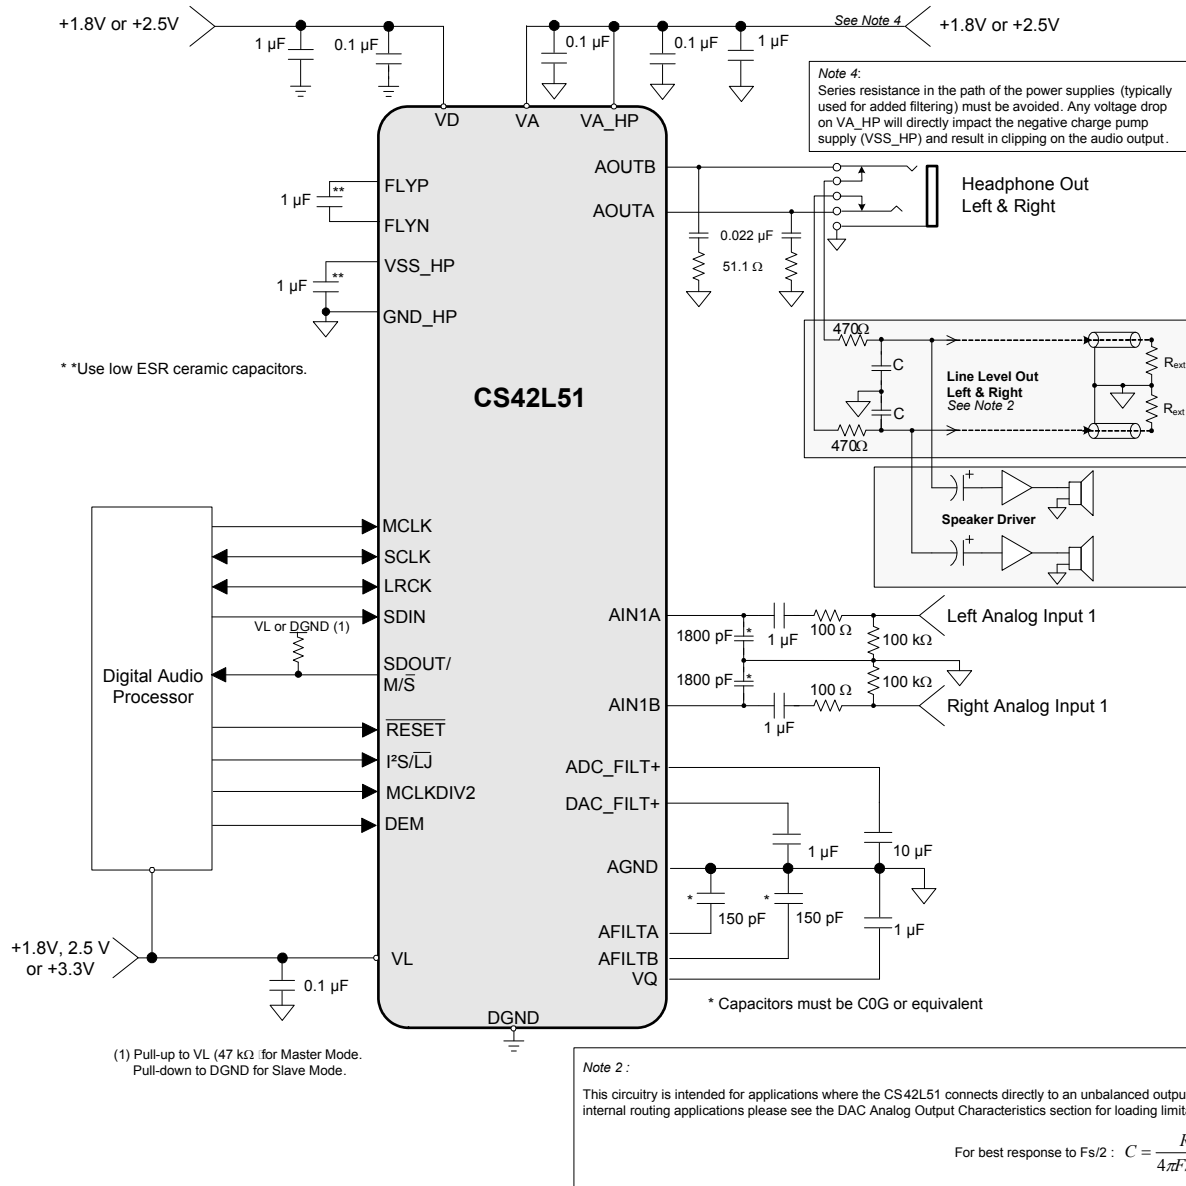 +1.8V or +2.5V
1 µF
0.1 µF
0.1 µF
0.1 µF
1 µF
See Note 4
+1.8V or +2.5V
Note 4:
Series resistance in the path of the power supplies (typically
used for added filtering) must be avoided. Any voltage drop
on VA_HP will directly impact the negative charge pump
supply (VSS_HP) and result in clipping on the audio output.
VD
VA
VA_HP
AOUTB
AOUTA
Headphone Out
Left & Right
FLYP
1 µF
**
FLYN
VSS_HP
1 µF
**
GND_HP
0.022 µF
51.1 Ω
* *Use low ESR ceramic capacitors.
CS42L51
470Ω
C
C
470Ω
Line Level Out
Left & Right
See Note 2
Rext
Rext
Speaker Driver
Digital Audio
Processor
MCLK
SCLK
LRCK
SDIN
VL or DGND (1)
SDOUT/
M/S̅
R̅E̅S̅E̅T̅
I²S/L̅J̅
MCLKDIV2
DEM
AIN1A
1800 pF
*
1 µF
100 Ω
100 kΩ
Left Analog Input 1
1800 pF
*
100 Ω
100 kΩ
AIN1B
1 µF
Right Analog Input 1
ADC_FILT+
DAC_FILT+
1 µF
10 µF
AGND
*
150 pF
*
150 pF
1 µF
AFILTA
AFILTB
VQ
+1.8V, 2.5 V
or +3.3V
VL
0.1 µF
DGND
* Capacitors must be C0G or equivalent
(1) Pull-up to VL (47 kΩ for Master Mode.
Pull-down to DGND for Slave Mode.
Note 2 :
This circuitry is intended for applications where the CS42L51 connects directly to an unbalanced outpu
internal routing applications please see the DAC Analog Output Characteristics section for loading limita
For best response to Fs/2 : C =
4πF